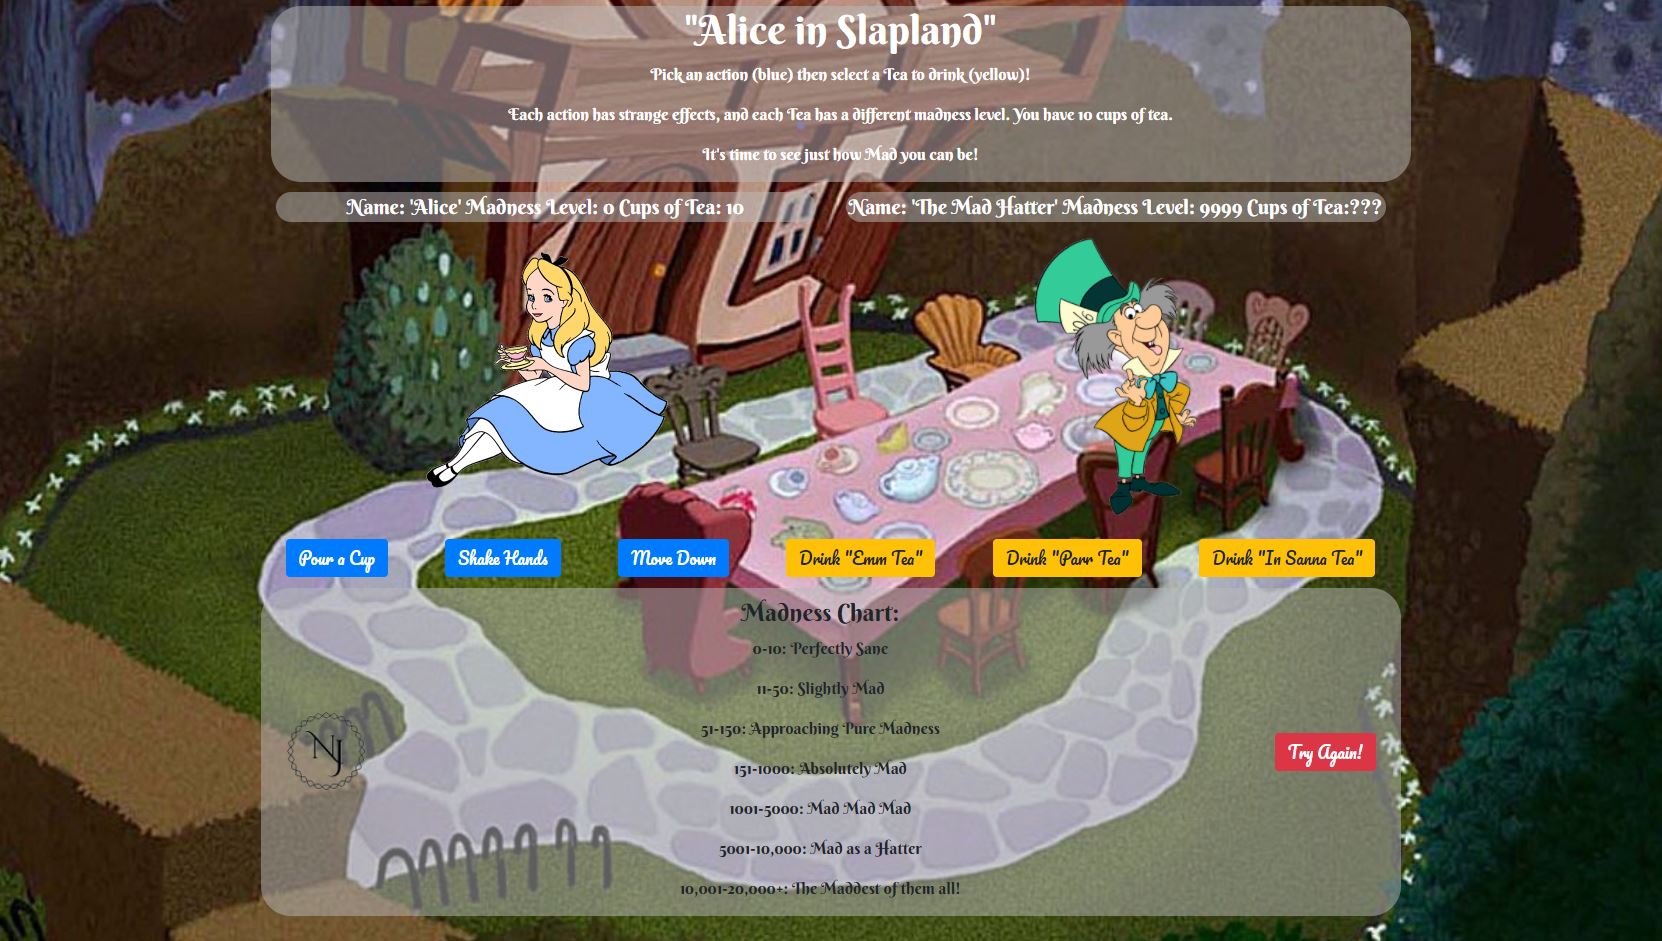 "Alice in Slapland"
Pick an action (blue) then select a Tea to drink (yellow)!
Each action has strange effects, and each Tea has a different madness level. You have 10 cups of tea.
It's time to see just how Mad you can be!
Name: 'Alice' Madness Level: 0 Cups of Tea: 10
Name: 'The Mad Hatter' Madness Level: 9999 Cups of Tea:???
Pour a Cup
Shake Hands
Move Down
Drink "Emm Tea"
Drink "Parr Tea"
Drink "In Sanna Tea"
Madness Chart:
0-10: Perfectly Sane
11-50: Slightly Mad
51-150: Approaching Pure Madness
151-1000: Absolutely Mad
NJ
Try Again!
1001-5000: Mad Mad Mad
5001-10,000: Mad as a Hatter
10,001-20,000+: The Maddest of them all!